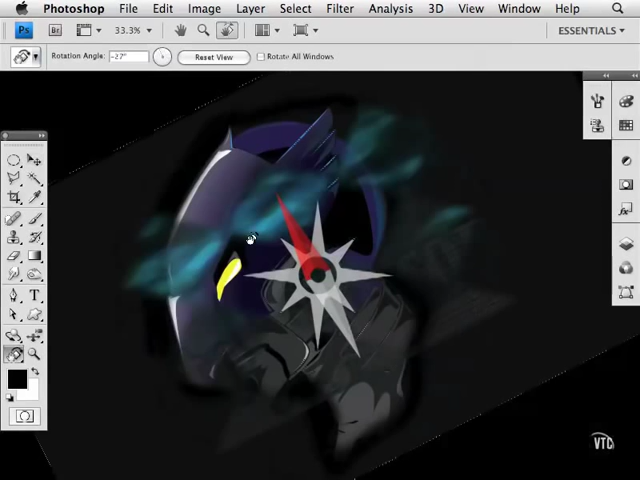 Photoshop File Edit Image Layer Select Filter Analysis 3D View Window Help
Ps Br 33.3% ESSENTIALS
Rotation Angle: -27° Reset View Rotate All Windows
T
VTC